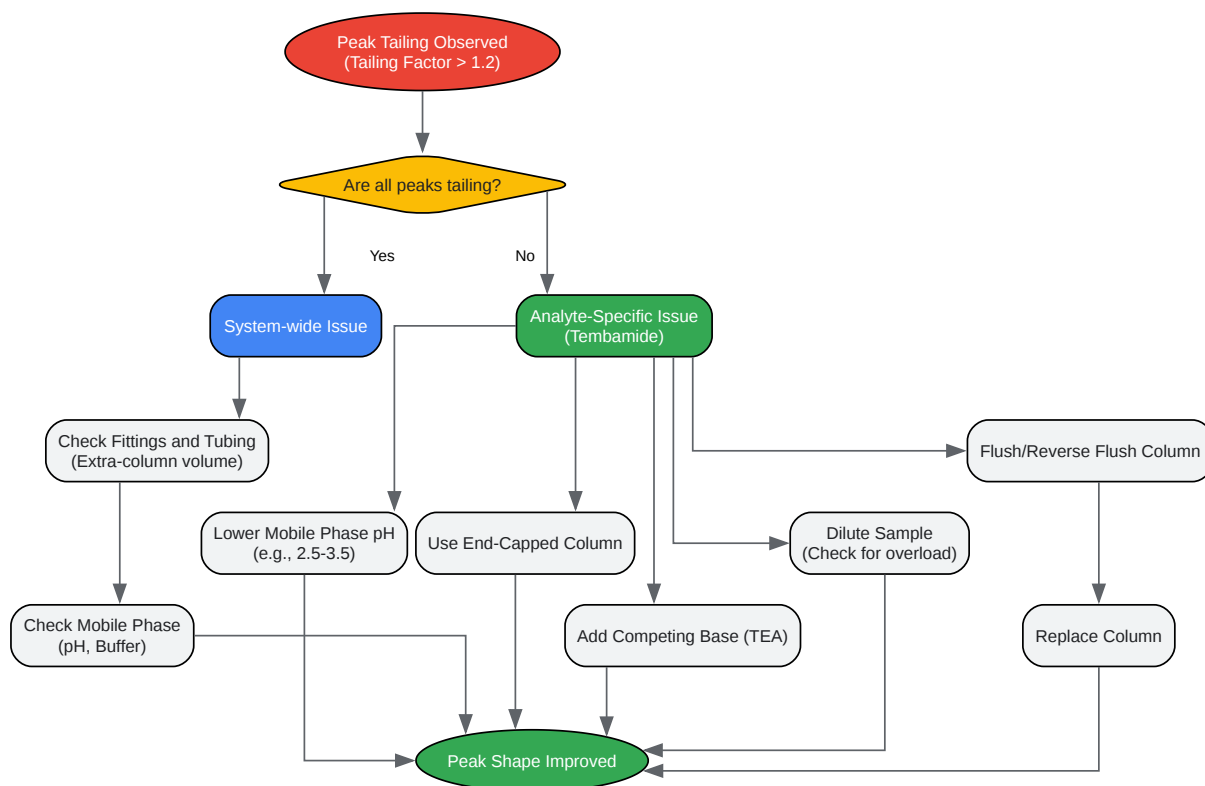 Peak Tailing Observed
(Tailing Factor > 1.2)
Are all peaks tailing?
Yes
No
System-wide Issue
Analyte-Specific Issue
(Tembamide)
Check Fittings and Tubing
(Extra-column volume)
Flush/Reverse Flush Column
Lower Mobile Phase pH
(e.g., 2.5-3.5)
Use End-Capped Column
Dilute Sample
(Check for overload)
Check Mobile Phase
(pH, Buffer)
Add Competing Base (TEA)
Replace Column
Peak Shape Improved